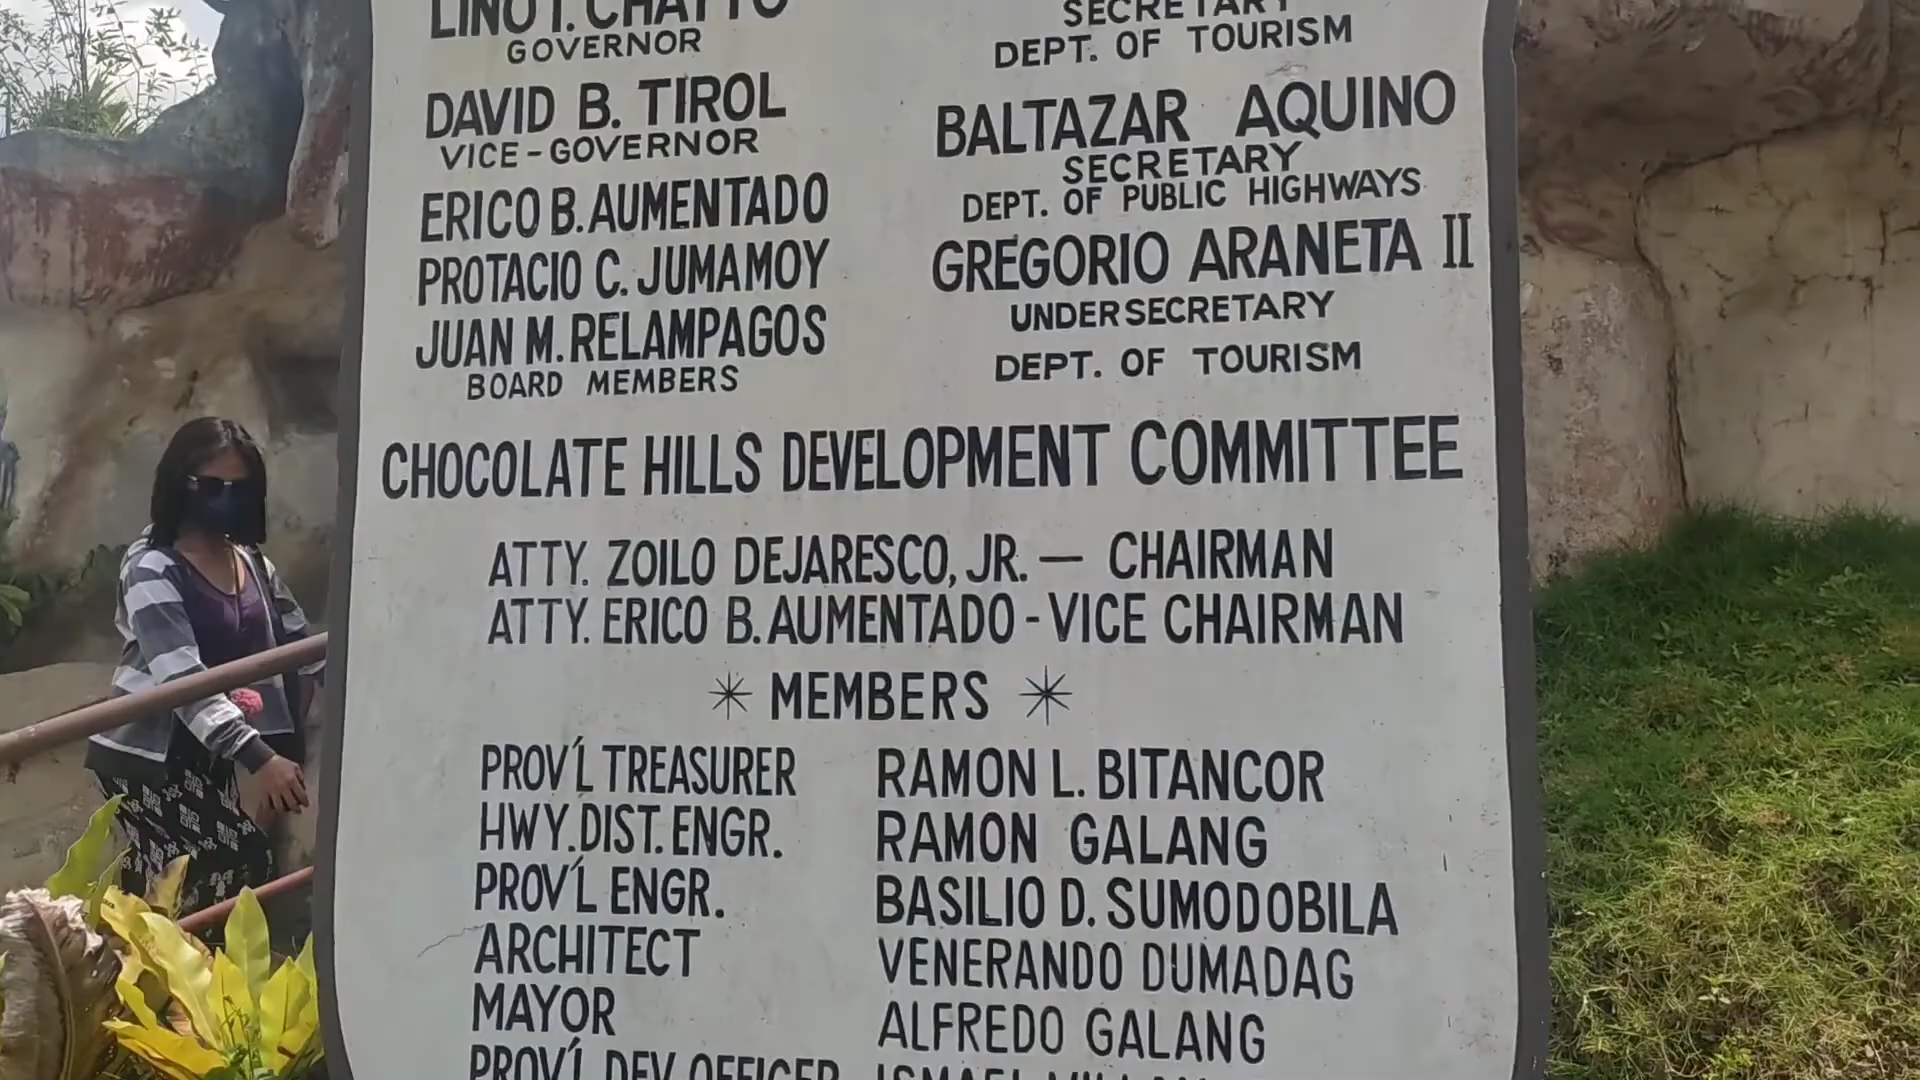 LINO I. CHATTO
GOVERNOR
DAVID B. TIROL
VICE-GOVERNOR
ERICO B. AUMENTADO
PROTACIO C. JUMAMOY
JUAN M. RELAMPAGOS
BOARD MEMBERS
SECRETARY
DEPT. OF TOURISM
BALTAZAR AQUINO
SECRETARY
DEPT. OF PUBLIC HIGHWAYS
GREGORIO ARANETA II
UNDERSECRETARY
DEPT. OF TOURISM
CHOCOLATE HILLS DEVELOPMENT COMMITTEE
ATTY. ZOILO DEJARESCO, JR. — CHAIRMAN
ATTY. ERICO B. AUMENTADO - VICE CHAIRMAN
MEMBERS
PROV'L TREASURER RAMON L. BITANCOR
HWY. DIST. ENGR. RAMON GALANG
PROV'L ENGR. BASILIO D. SUMODOBILA
ARCHITECT VENERANDO DUMADAG
MAYOR ALFREDO GALANG
PROV'L DEV. OFFICER ISMAEL